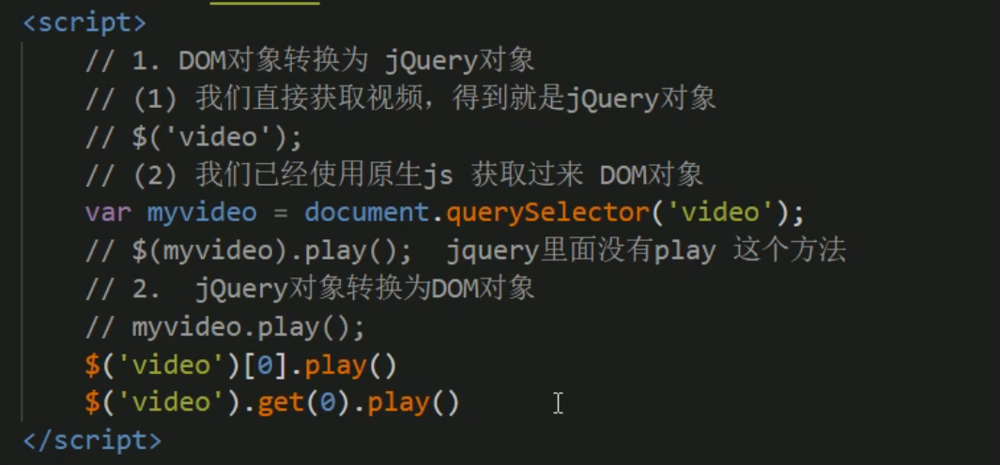 <script>
// 1. DOM对象转换为 jQuery对象
// (1) 我们直接获取视频，得到就是jQuery对象
// $('video');
// (2) 我们已经使用原生js 获取过来 DOM对象
var myvideo = document.querySelector('video');
// $(myvideo).play();  jquery里面没有play 这个方法
// 2.  jQuery对象转换为DOM对象
// myvideo.play();
$('video')[0].play()
$('video').get(0).play()
</script>